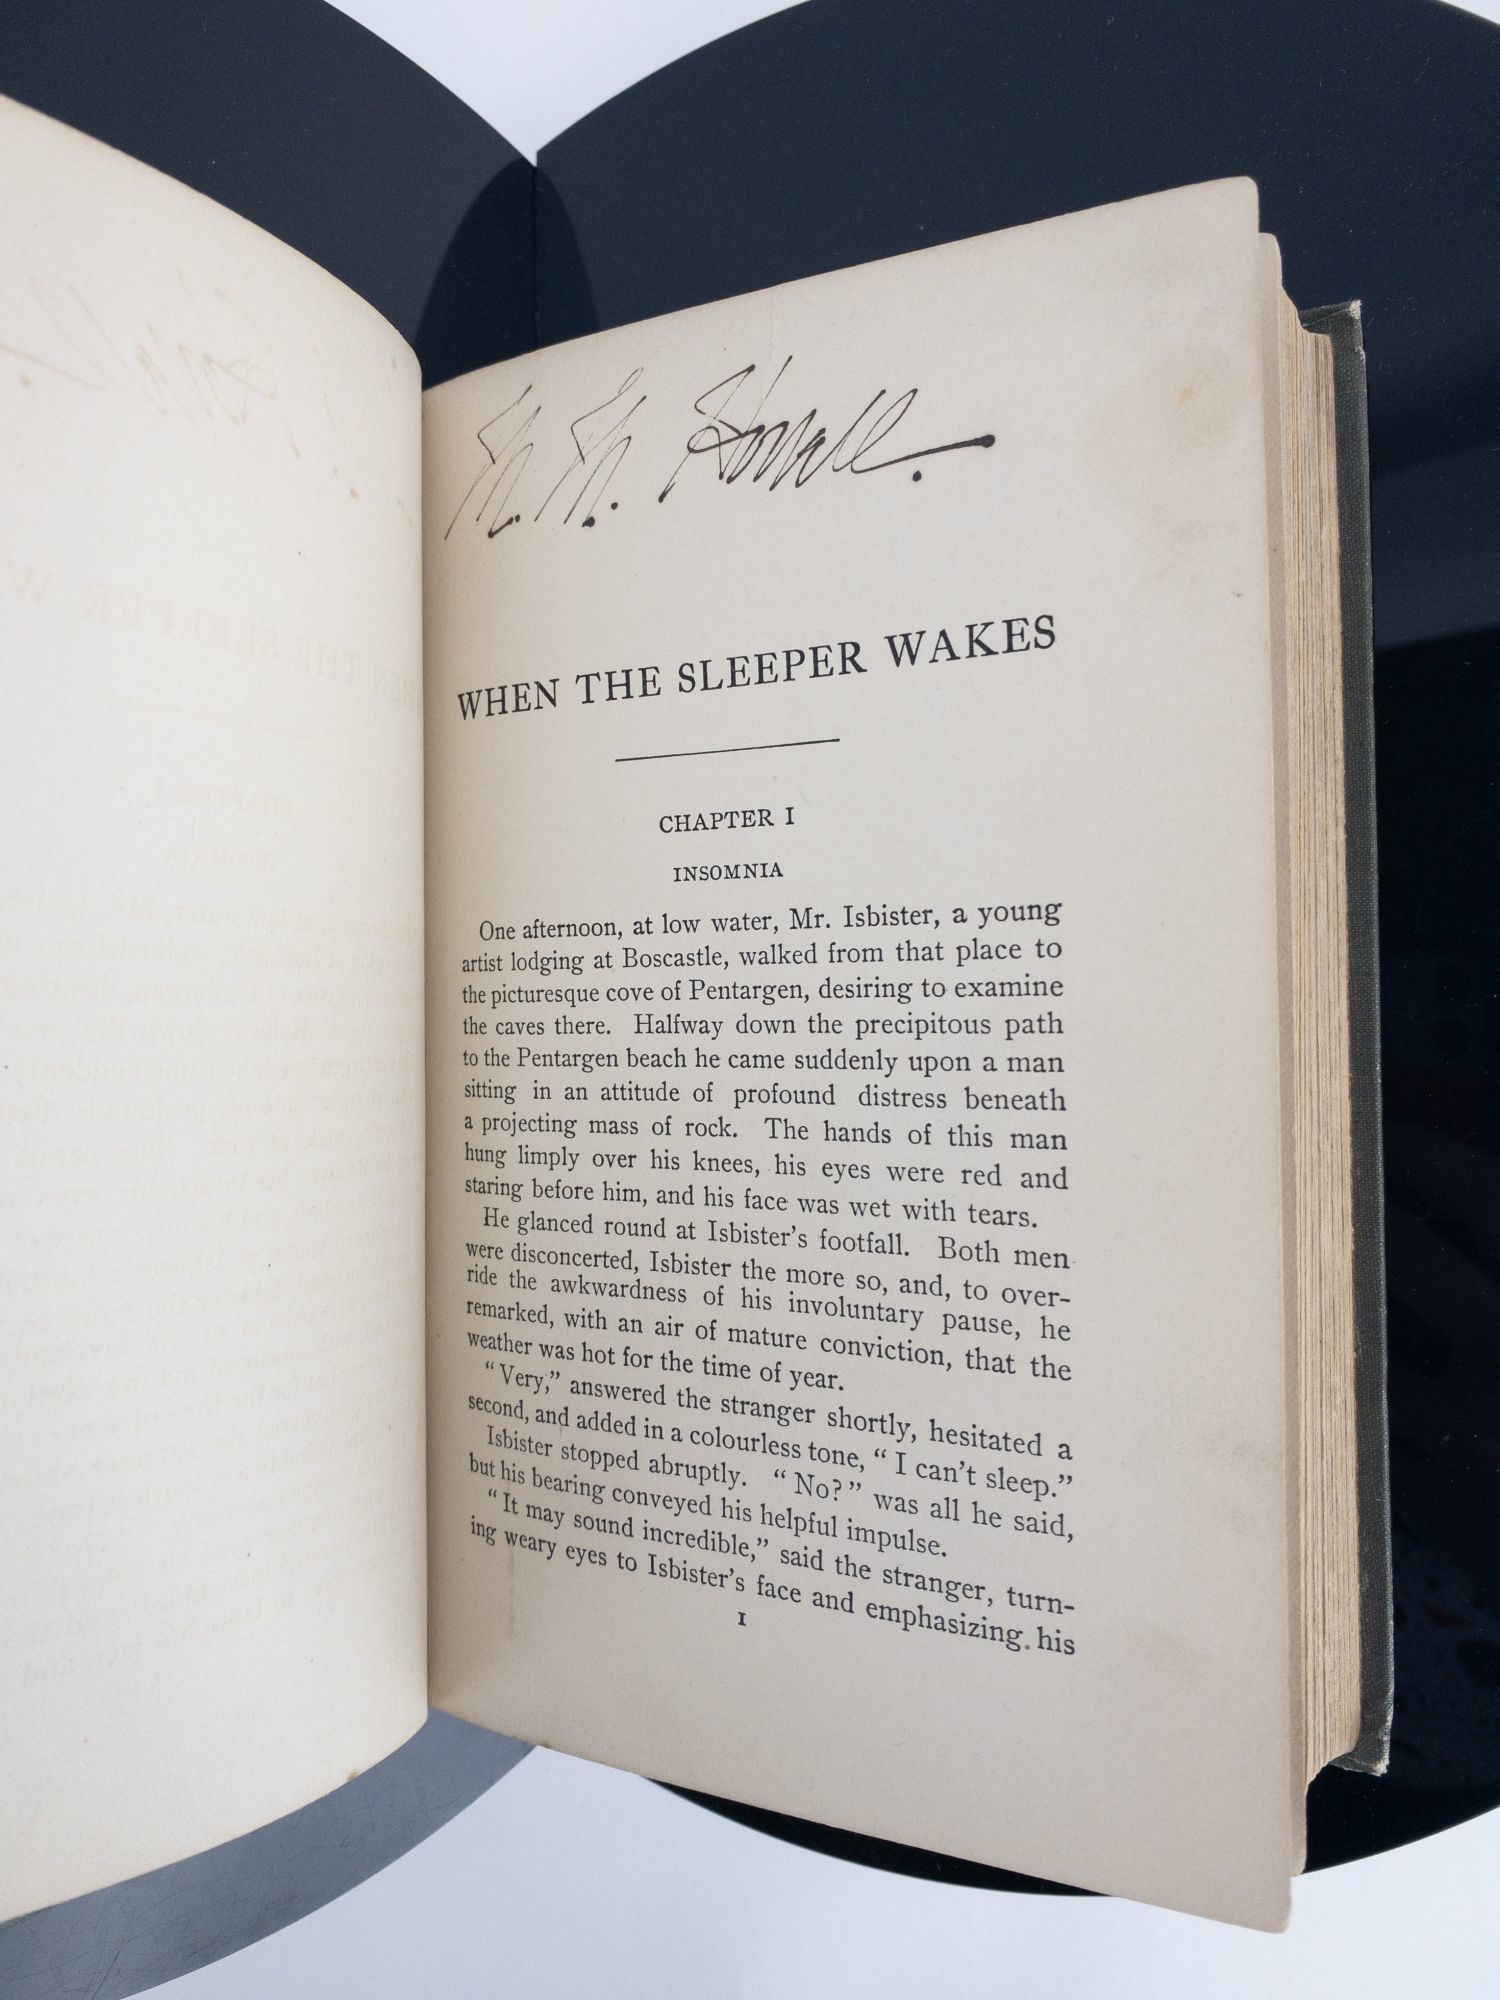 Howell.
WHEN THE SLEEPER WAKES
CHAPTER I
INSOMNIA
One afternoon, at low water, Mr. Isbister, a young
artist lodging at Boscastle, walked from that place to
the picturesque cove of Pentargen, desiring to examine
the caves there. Halfway down the precipitous path
to the Pentargen beach he came suddenly upon a man
sitting in an attitude of profound distress beneath
a projecting mass of rock. The hands of this man
hung limply over his knees, his eyes were red and
staring before him, and his face was wet with tears.
He glanced round at Isbister's footfall. Both men
were disconcerted, Isbister the more so, and, to over-
ride the awkwardness of his involuntary pause, he
remarked, with an air of mature conviction, that the
weather was hot for the time of year.
"Very," answered the stranger shortly, hesitated a
second, and added in a colourless tone, "I can't sleep."
Isbister stopped abruptly. "No?" was all he said,
but his bearing conveyed his helpful impulse.
"It may sound incredible," said the stranger, turn-
ing weary eyes to Isbister's face and emphasizing his
1